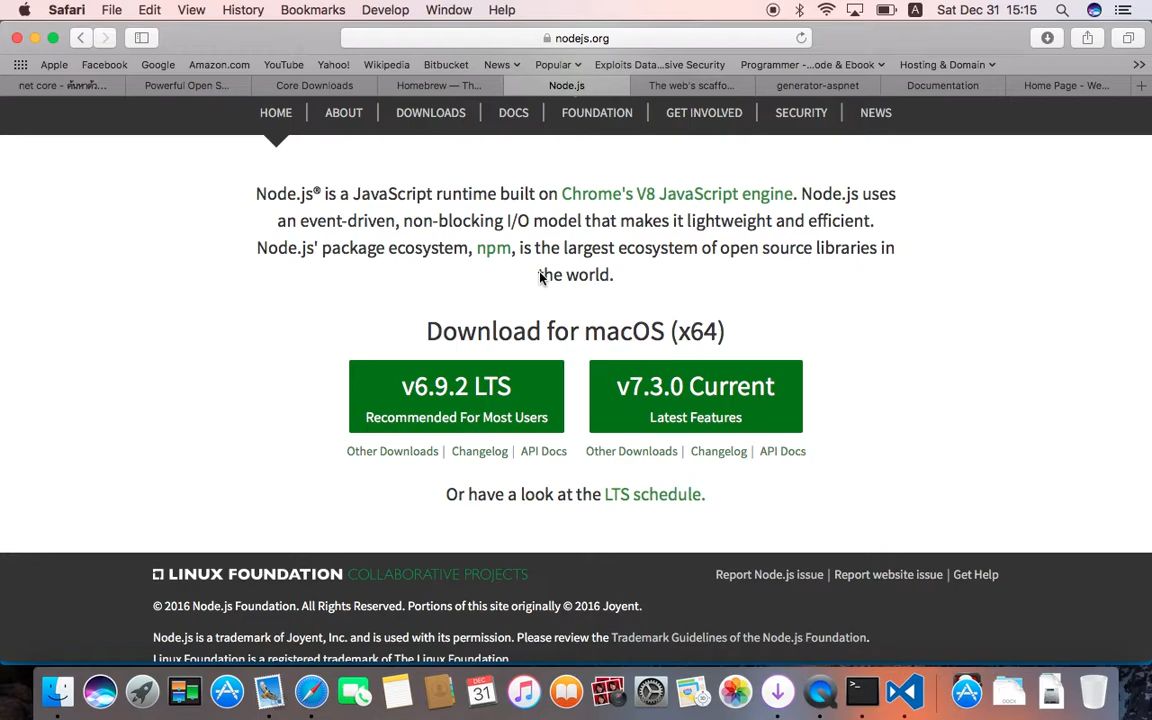 Safari File Edit View History Bookmarks Develop Window Help A Sat Dec 31 15:15
nodejs.org
Apple Facebook Google Amazon.com YouTube Yahoo! Wikipedia Bitbucket News Popular Exploits Data...sive Security Programmer -...ode & Ebook Hosting & Domain
net core - ค้นหาตัว... Powerful Open S... Core Downloads Homebrew — Th... Node.js The web's scaffo... generator-aspnet Documentation Home Page - We...
HOME | ABOUT | DOWNLOADS | DOCS | FOUNDATION | GET INVOLVED | SECURITY | NEWS
Node.js® is a JavaScript runtime built on Chrome's V8 JavaScript engine. Node.js uses
an event-driven, non-blocking I/O model that makes it lightweight and efficient.
Node.js' package ecosystem, npm, is the largest ecosystem of open source libraries in
the world.
Download for macOS (x64)
v6.9.2 LTS
Recommended For Most Users
v7.3.0 Current
Latest Features
Other Downloads | Changelog | API Docs Other Downloads | Changelog | API Docs
Or have a look at the LTS schedule.
LINUX FOUNDATION COLLABORATIVE PROJECTS
Report Node.js issue | Report website issue | Get Help
© 2016 Node.js Foundation. All Rights Reserved. Portions of this site originally © 2016 Joyent.
Node.js is a trademark of Joyent, Inc. and is used with its permission. Please review the Trademark Guidelines of the Node.js Foundation.
Linux Foundation is a registered trademark of The Linux Foundation.
DEC
31